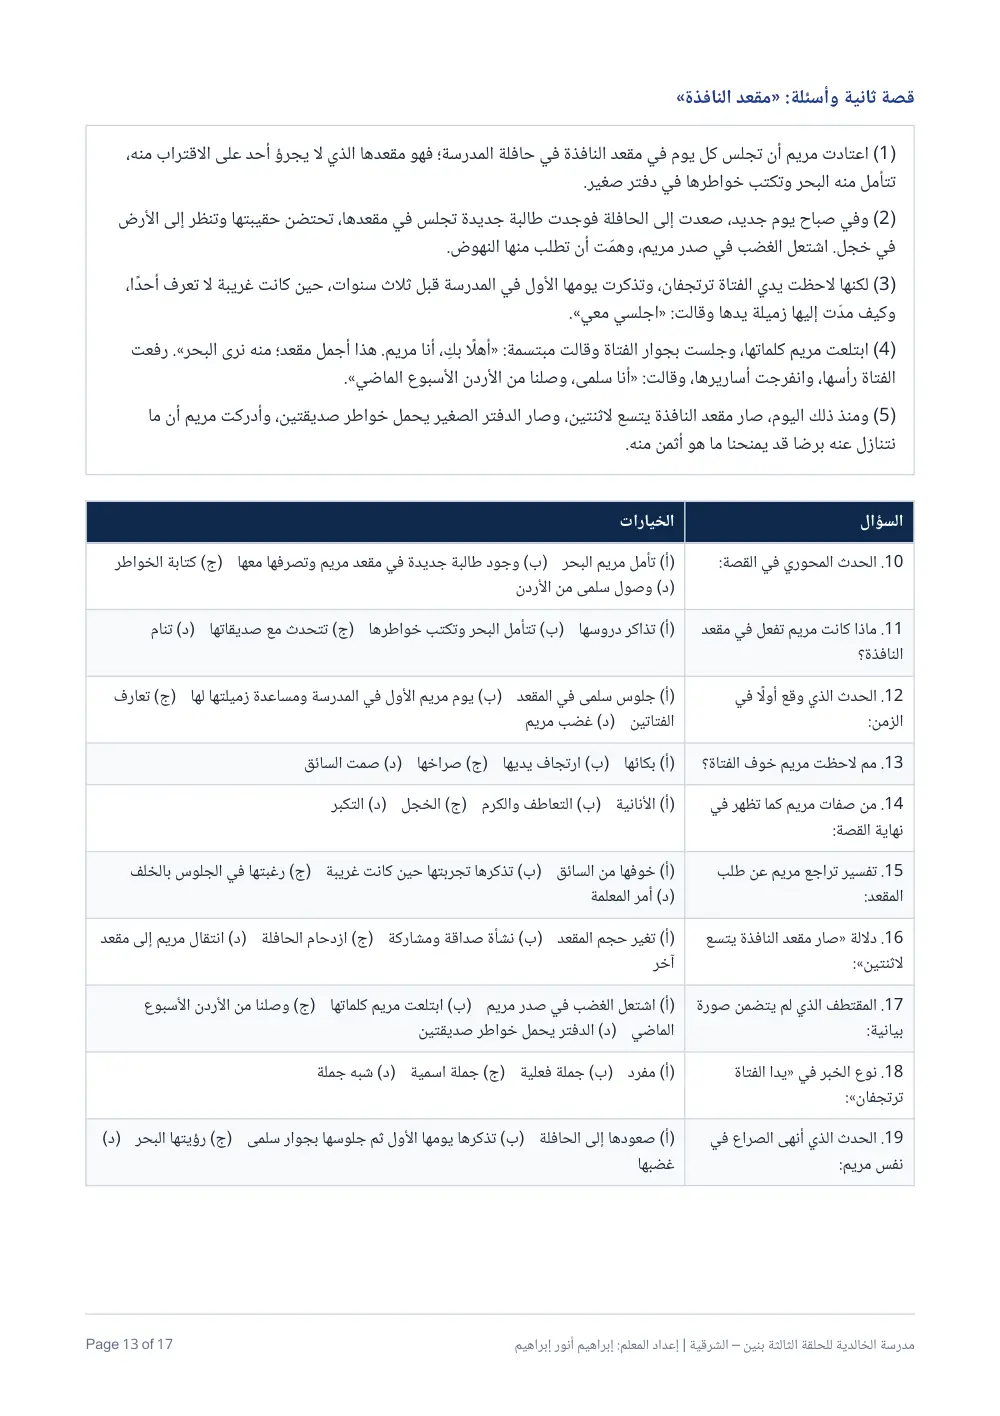 قصة ثانية وأسئلة: «مقعد النافذة»
(1) اعتادت مريم أن تجلس كل يوم في مقعد النافذة في حافلة المدرسة؛ فهو مقعدها الذي لا يجرؤ أحد على الاقتراب منه،
تتأمل منه البحر وتكتب خواطرها في دفتر صغير.
(2) وفي صباح يوم جديد، صعدت إلى الحافلة فوجدت طالبة جديدة تجلس في مقعدها، تحتضن حقيبتها وتنظر إلى الأرض
في خجل. اشتعل الغضب في صدر مريم، وهمّت أن تطلب منها النهوض.
(3) لكنها لاحظت يدي الفتاة ترتجفان، وتذكرت يومها الأول في المدرسة قبل ثلاث سنوات، حين كانت غريبة لا تعرف أحدًا،
وكيف مدّت إليها زميلة يدها وقالت: «اجلسي معي».
(4) ابتلعت مريم كلماتها، وجلست بجوار الفتاة وقالت مبتسمة: «أهلًا بكِ، أنا مريم. هذا أجمل مقعد؛ منه نرى البحر». رفعت
الفتاة رأسها، وانفرجت أساريرها، وقالت: «أنا سلمى، وصلنا من الأردن الأسبوع الماضي».
(5) ومنذ ذلك اليوم، صار مقعد النافذة يتسع لاثنتين، وصار الدفتر الصغير يحمل خواطر صديقتين، وأدركت مريم أن ما
نتنازل عنه برضا قد يمنحنا ما هو أثمن منه.
السؤال الخيارات
10. الحدث المحوري في القصة: (أ) تأمل مريم البحر (ب) وجود طالبة جديدة في مقعد مريم وتصرفها معها (ج) كتابة الخواطر
(د) وصول سلمى من الأردن
11. ماذا كانت مريم تفعل في مقعد
النافذة؟
(أ) تذاكر دروسها (ب) تتأمل البحر وتكتب خواطرها (ج) تتحدث مع صديقاتها (د) تنام
12. الحدث الذي وقع أولًا في
الزمن:
(أ) جلوس سلمى في المقعد (ب) يوم مريم الأول في المدرسة ومساعدة زميلتها لها (ج) تعارف
الفتاتين (د) غضب مريم
13. مم لاحظت مريم خوف الفتاة؟ (أ) بكائها (ب) ارتجاف يديها (ج) صراخها (د) صمت السائق
14. من صفات مريم كما تظهر في
نهاية القصة:
(أ) الأنانية (ب) التعاطف والكرم (ج) الخجل (د) التكبر
15. تفسير تراجع مريم عن طلب
المقعد:
(أ) خوفها من السائق (ب) تذكرها تجربتها حين كانت غريبة (ج) رغبتها في الجلوس بالخلف
(د) أمر المعلمة
16. دلالة «صار مقعد النافذة يتسع
لاثنتين»:
(أ) تغير حجم المقعد (ب) نشأة صداقة ومشاركة (ج) ازدحام الحافلة (د) انتقال مريم إلى مقعد
آخر
17. المقتطف الذي لم يتضمن صورة
بيانية:
(أ) اشتعل الغضب في صدر مريم (ب) ابتلعت مريم كلماتها (ج) وصلنا من الأردن الأسبوع
الماضي (د) الدفتر يحمل خواطر صديقتين
18. نوع الخبر في «يدا الفتاة
ترتجفان»:
(أ) مفرد (ب) جملة فعلية (ج) جملة اسمية (د) شبه جملة
19. الحدث الذي أنهى الصراع في
نفس مريم:
(أ) صعودها إلى الحافلة (ب) تذكرها يومها الأول ثم جلوسها بجوار سلمى (ج) رؤيتها البحر (د)
غضبها
مدرسة الخالدية للحلقة الثالثة بنين – الشرقية | إعداد المعلم: إبراهيم أنور إبراهيم
Page 13 of 17